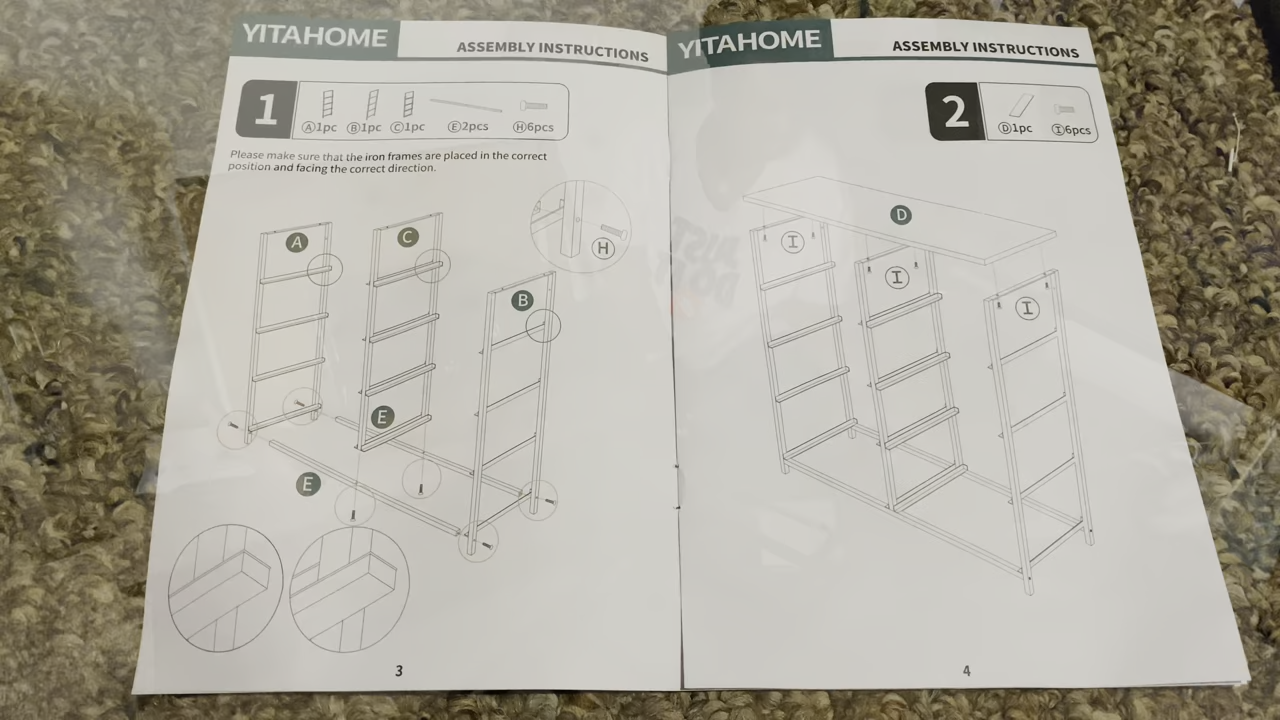 YITAHOME
ASSEMBLY INSTRUCTIONS
1
Ⓐ1pc Ⓑ1pc Ⓒ1pc Ⓔ2pcs Ⓗ6pcs
Please make sure that the iron frames are placed in the correct
position and facing the correct direction.
A
C
B
H
E
E
3
YITAHOME
ASSEMBLY INSTRUCTIONS
2
Ⓓ1pc Ⓘ6pcs
D
I
I
I
4